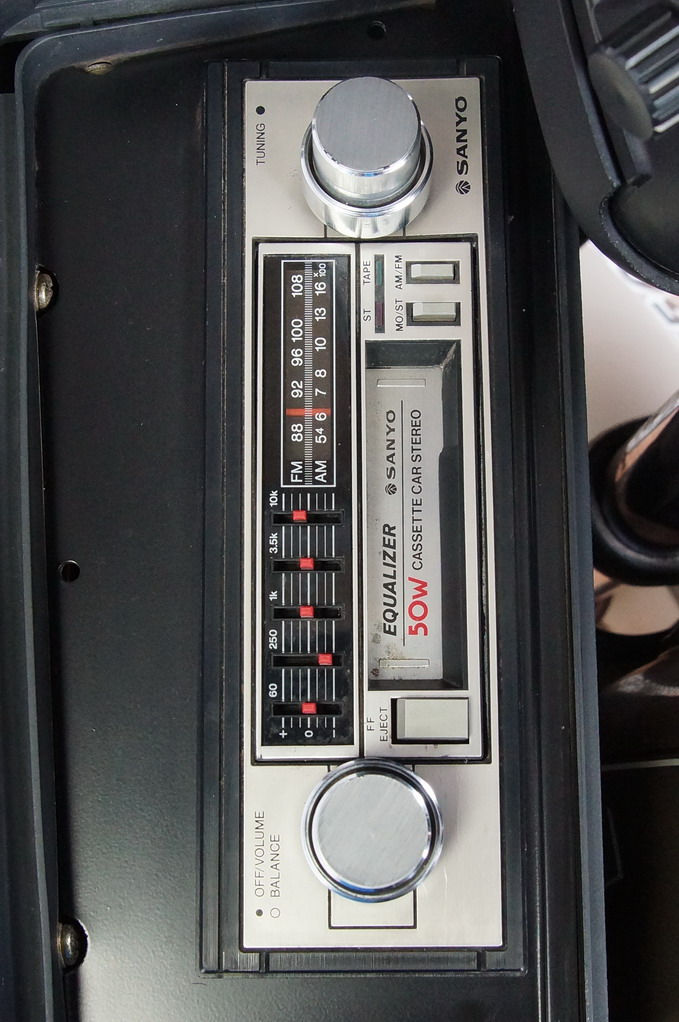 ● OFF/VOLUME
○ BALANCE
60 250 1k 3.5k 10k
+
0
−
FM 88 92 96 100 108
AM 54 6 7 8 10 13 16 x100
TUNING ●
FF
EJECT
EQUALIZER SANYO
50W CASSETTE CAR STEREO
ST TAPE
MO/ST AM/FM
SANYO